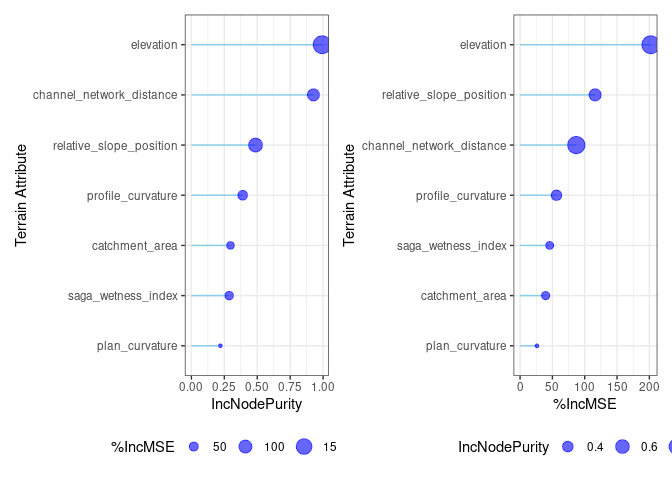 Terrain Attribute
elevation
channel_network_distance
relative_slope_position
profile_curvature
catchment_area
saga_wetness_index
plan_curvature
0.00 0.25 0.50 0.75 1.00
IncNodePurity
%IncMSE 50 100 15
Terrain Attribute
elevation
relative_slope_position
channel_network_distance
profile_curvature
saga_wetness_index
catchment_area
plan_curvature
0 50 100 150 200
%IncMSE
IncNodePurity 0.4 0.6